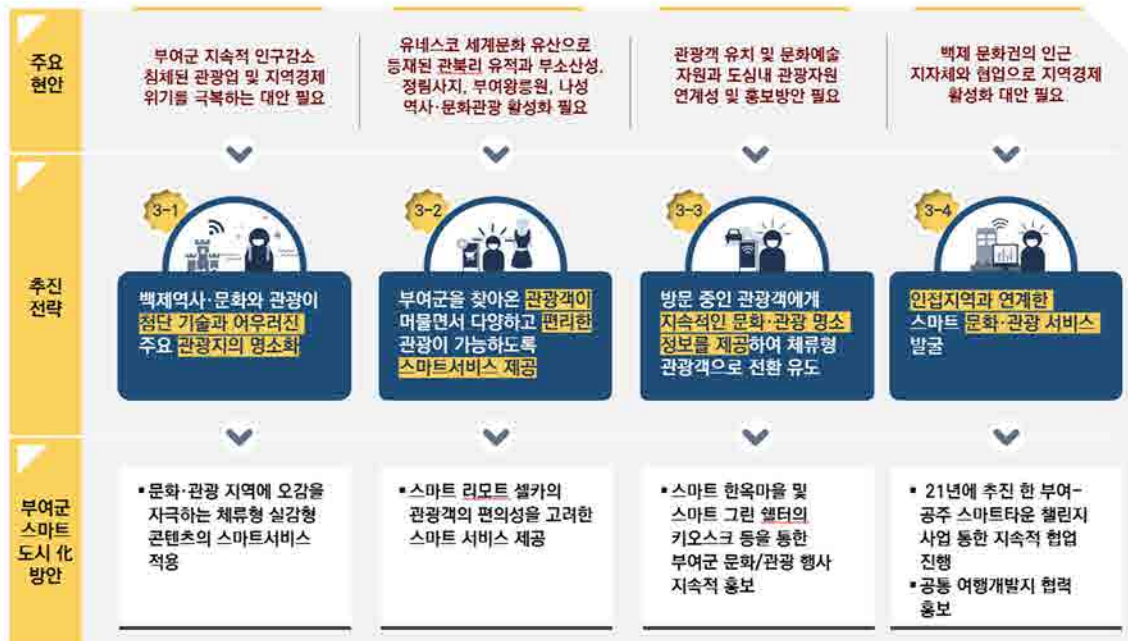 주요
현안
부여군 지속적 인구감소
침체된 관광업 및 지역경제
위기를 극복하는 대안 필요
유네스코 세계문화 유산으로
등재된 관북리 유적과 부소산성,
정림사지, 부여왕릉원, 나성
역사·문화관광 활성화 필요
관광객 유치 및 문화예술
자원과 도심내 관광자원
연계성 및 홍보방안 필요
백제 문화권의 인근
지자체와 협업으로 지역경제
활성화 대안 필요
추진
전략
3-1
백제역사·문화와 관광이
첨단 기술과 어우러진
주요 관광지의 명소화
3-2
부여군을 찾아온 관광객이
머물면서 다양하고 편리한
관광이 가능하도록
스마트서비스 제공
3-3
방문 중인 관광객에게
지속적인 문화·관광 명소
정보를 제공하여 체류형
관광객으로 전환 유도
3-4
인접지역과 연계한
스마트 문화·관광 서비스
발굴
부여군
스마트
도시 化
방안
▪문화·관광 지역에 오감을
자극하는 체류형 실감형
콘텐츠의 스마트서비스
적용
▪스마트 리모트 셀카의
관광객의 편의성을 고려한
스마트 서비스 제공
▪스마트 한옥마을 및
스마트 그린 쉘터의
키오스크 등을 통한
부여군 문화/관광 행사
지속적 홍보
▪ 21년에 추진 한 부여-
공주 스마트타운 챌린지
사업 통한 지속적 협업
진행
▪공통 여행개발지 협력
홍보